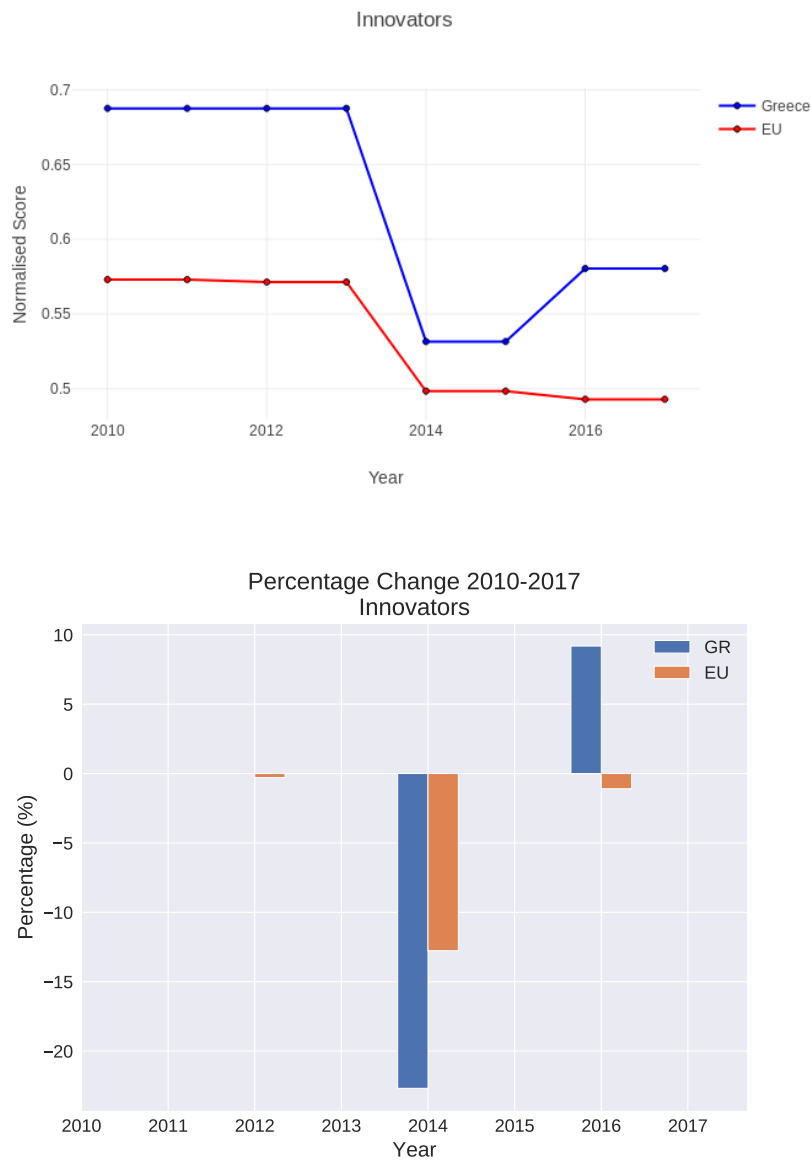 Innovators
0.7
0.65
0.6
0.55
0.5
Normalised Score
2010 2012 2014 2016
Year
Greece
EU
Percentage Change 2010-2017
Innovators
10
5
0
−5
−10
−15
−20
Percentage (%)
GR
EU
2010 2011 2012 2013 2014 2015 2016 2017
Year